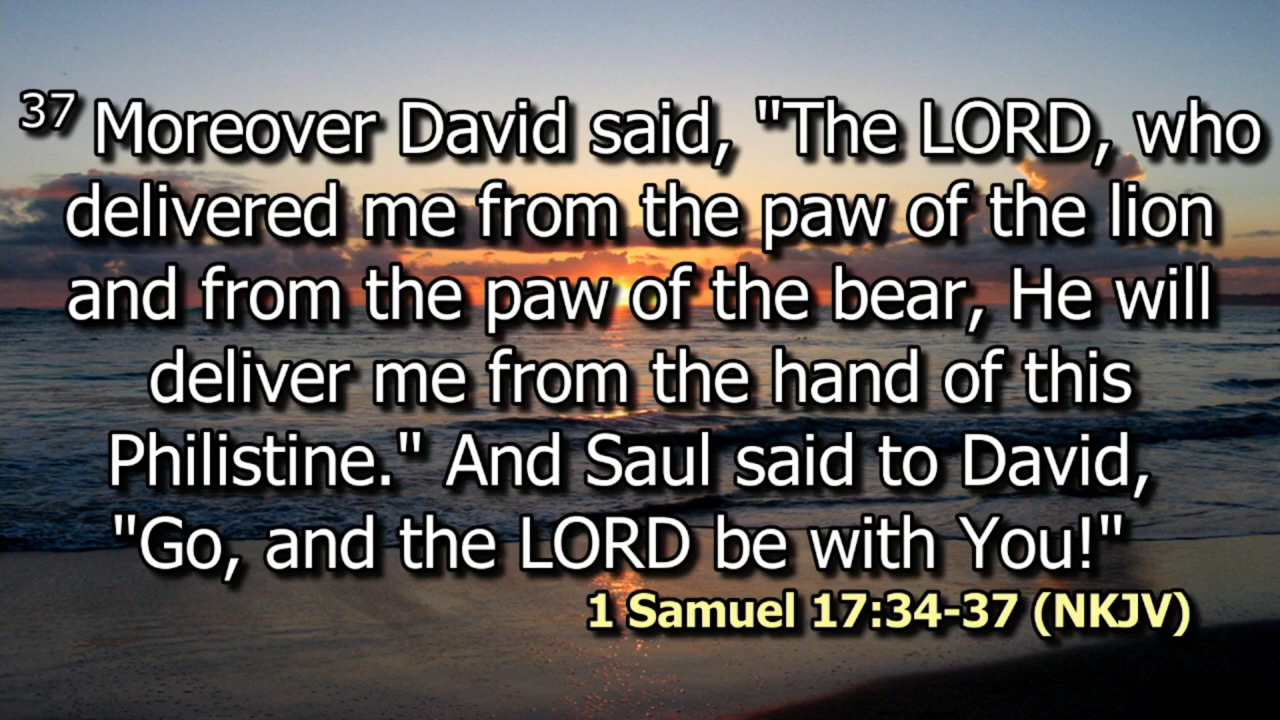 37 Moreover David said, "The LORD, who
delivered me from the paw of the lion
and from the paw of the bear, He will
deliver me from the hand of this
Philistine." And Saul said to David,
"Go, and the LORD be with You!"
1 Samuel 17:34-37 (NKJV)